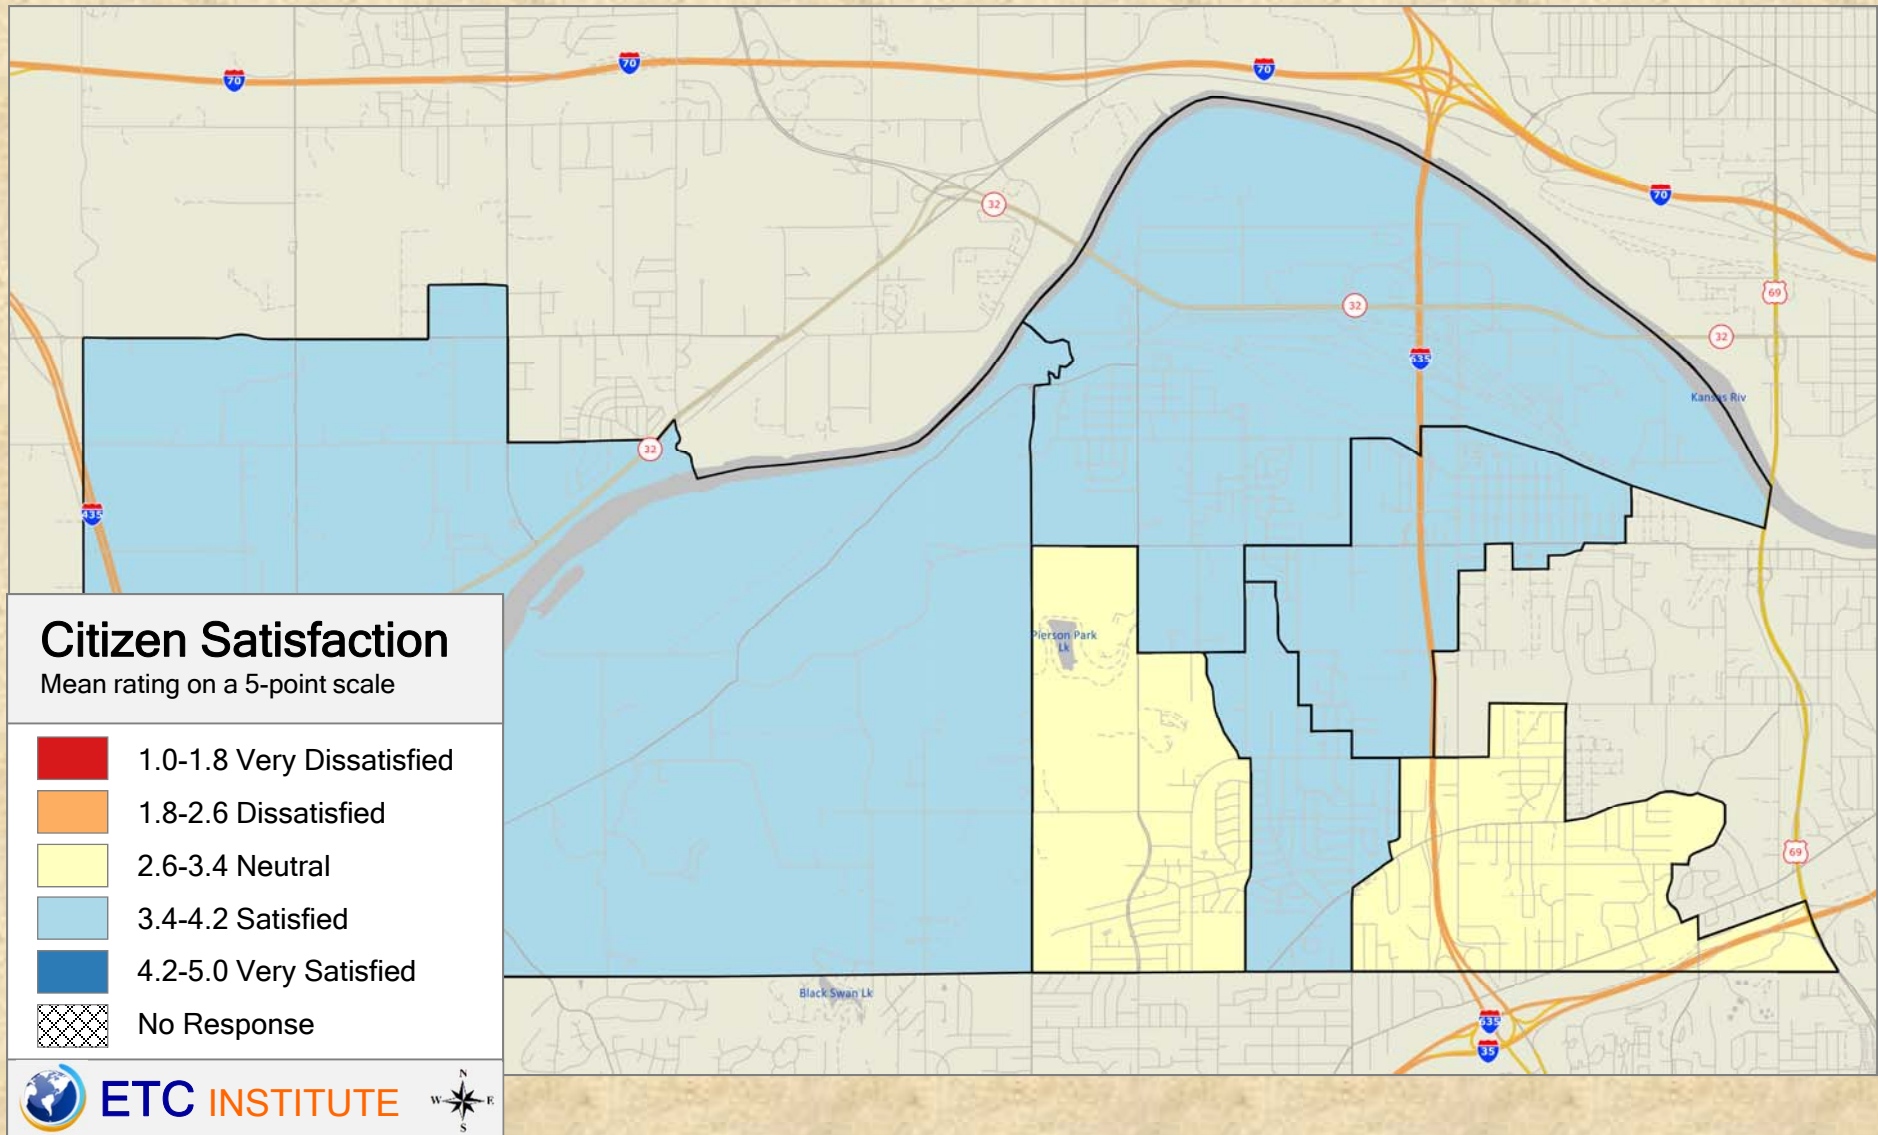 70
70
70
70
32
32
69
32
635
Kansas Riv
32
435
Pierson Park
Lk
69
Black Swan Lk
635
35
Citizen Satisfaction
Mean rating on a 5-point scale
1.0-1.8 Very Dissatisfied
1.8-2.6 Dissatisfied
2.6-3.4 Neutral
3.4-4.2 Satisfied
4.2-5.0 Very Satisfied
No Response
ETC INSTITUTE
N
W E
S